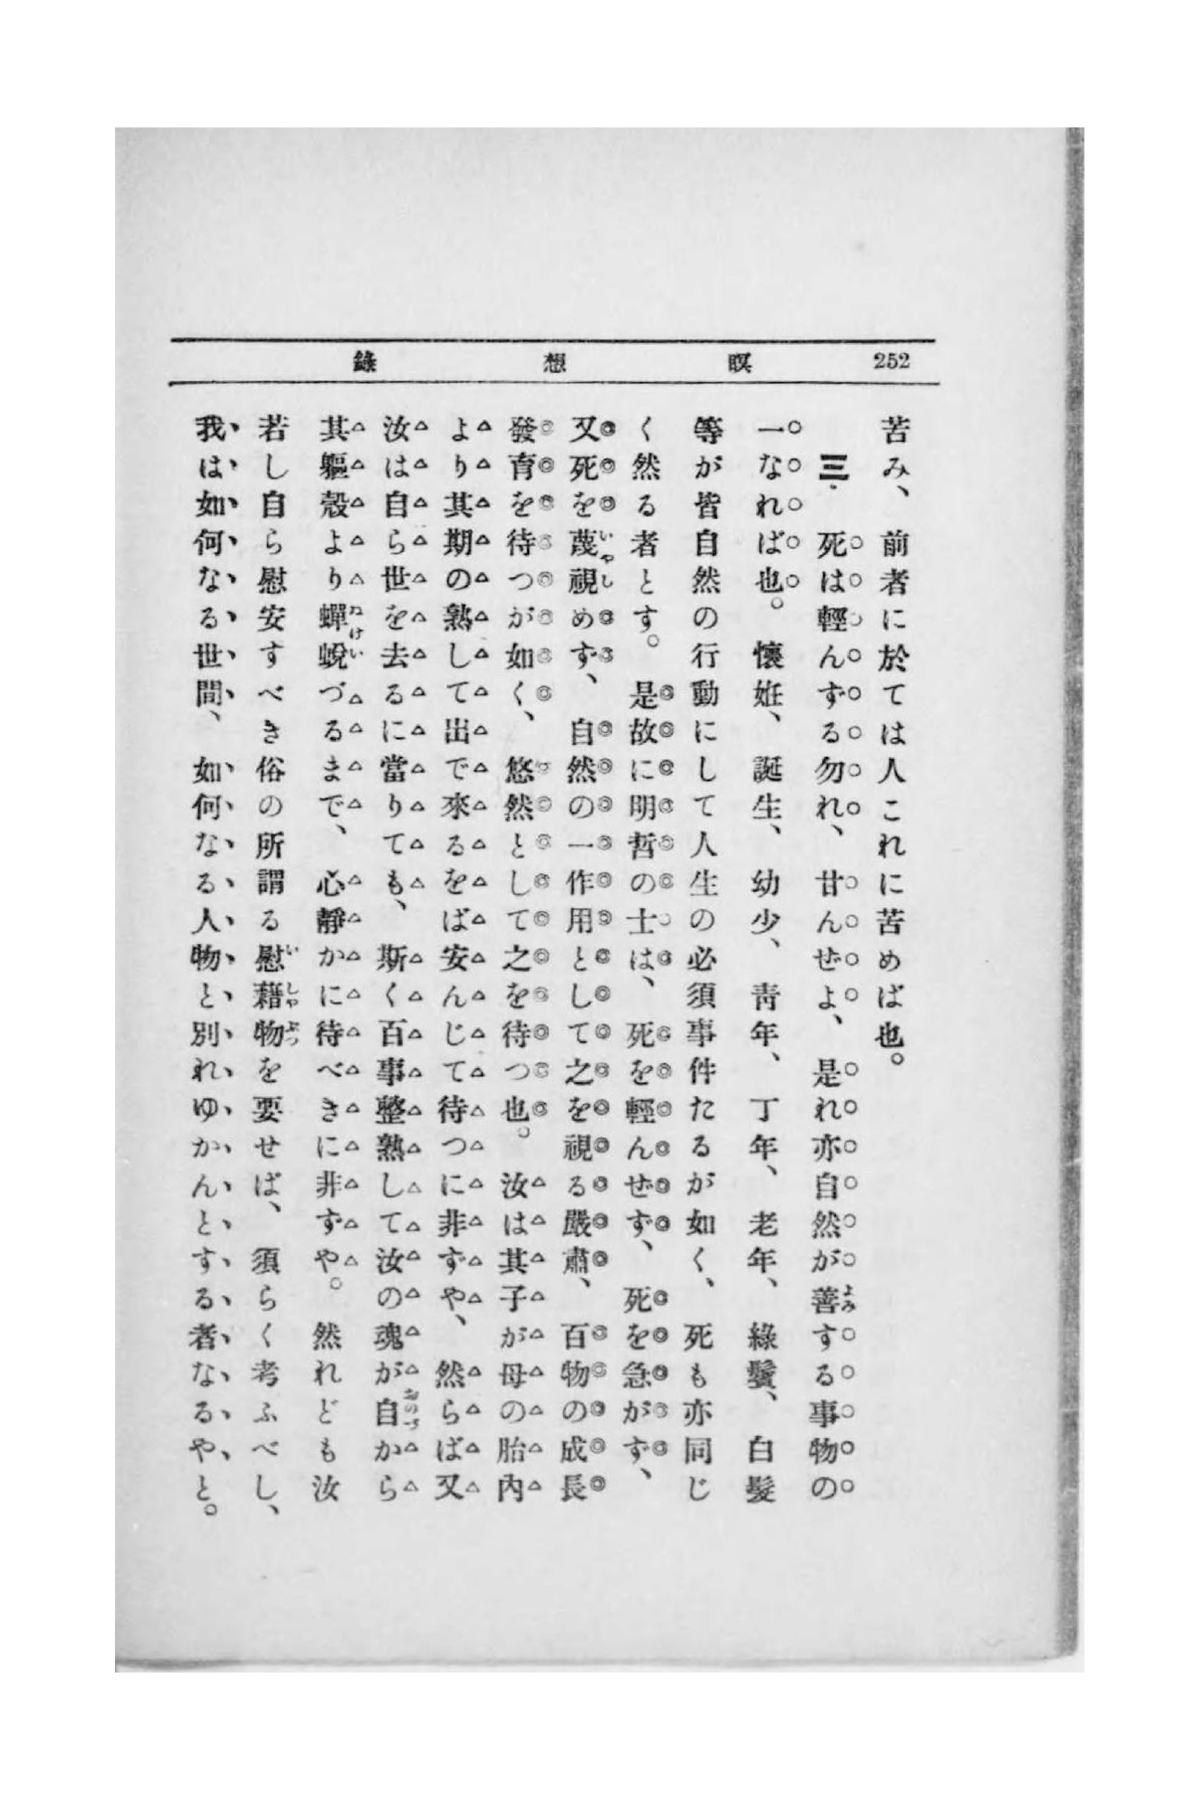 252 瞑想錄
苦み、前者に於ては人これに苦めば也。
三 死は輕んずる勿れ、甘んせよ、是れ亦自然が善する事物の
一なれば也。懷姙、誕生、幼少、靑年、丁年、老年、綠鬢、白髮
等が皆自然の行動にして人生の必須事件たるが如く、死も亦同じ
く然る者とす。是故に明哲の士は、死を輕んせず、死を急がず、
又死を蔑視めず、自然の一作用として之を視る嚴肅、百物の成長
發育を待つが如く、悠然として之を待つ也。汝は其子が母の胎內
より其期の熟して出で來るをば安んじて待つに非ずや、然らば又
汝は自ら世を去るに當りても、斯く百事整熟して汝の魂が自から
其軀殼より蟬蛻づるまで、心靜かに待べきに非ずや。然れども汝
若し自ら慰安すべき俗の所謂る慰藉物を要せば、須らく考ふべし、
我は如何なる世間、如何なる人物と別れゆかんとする者なるやと。